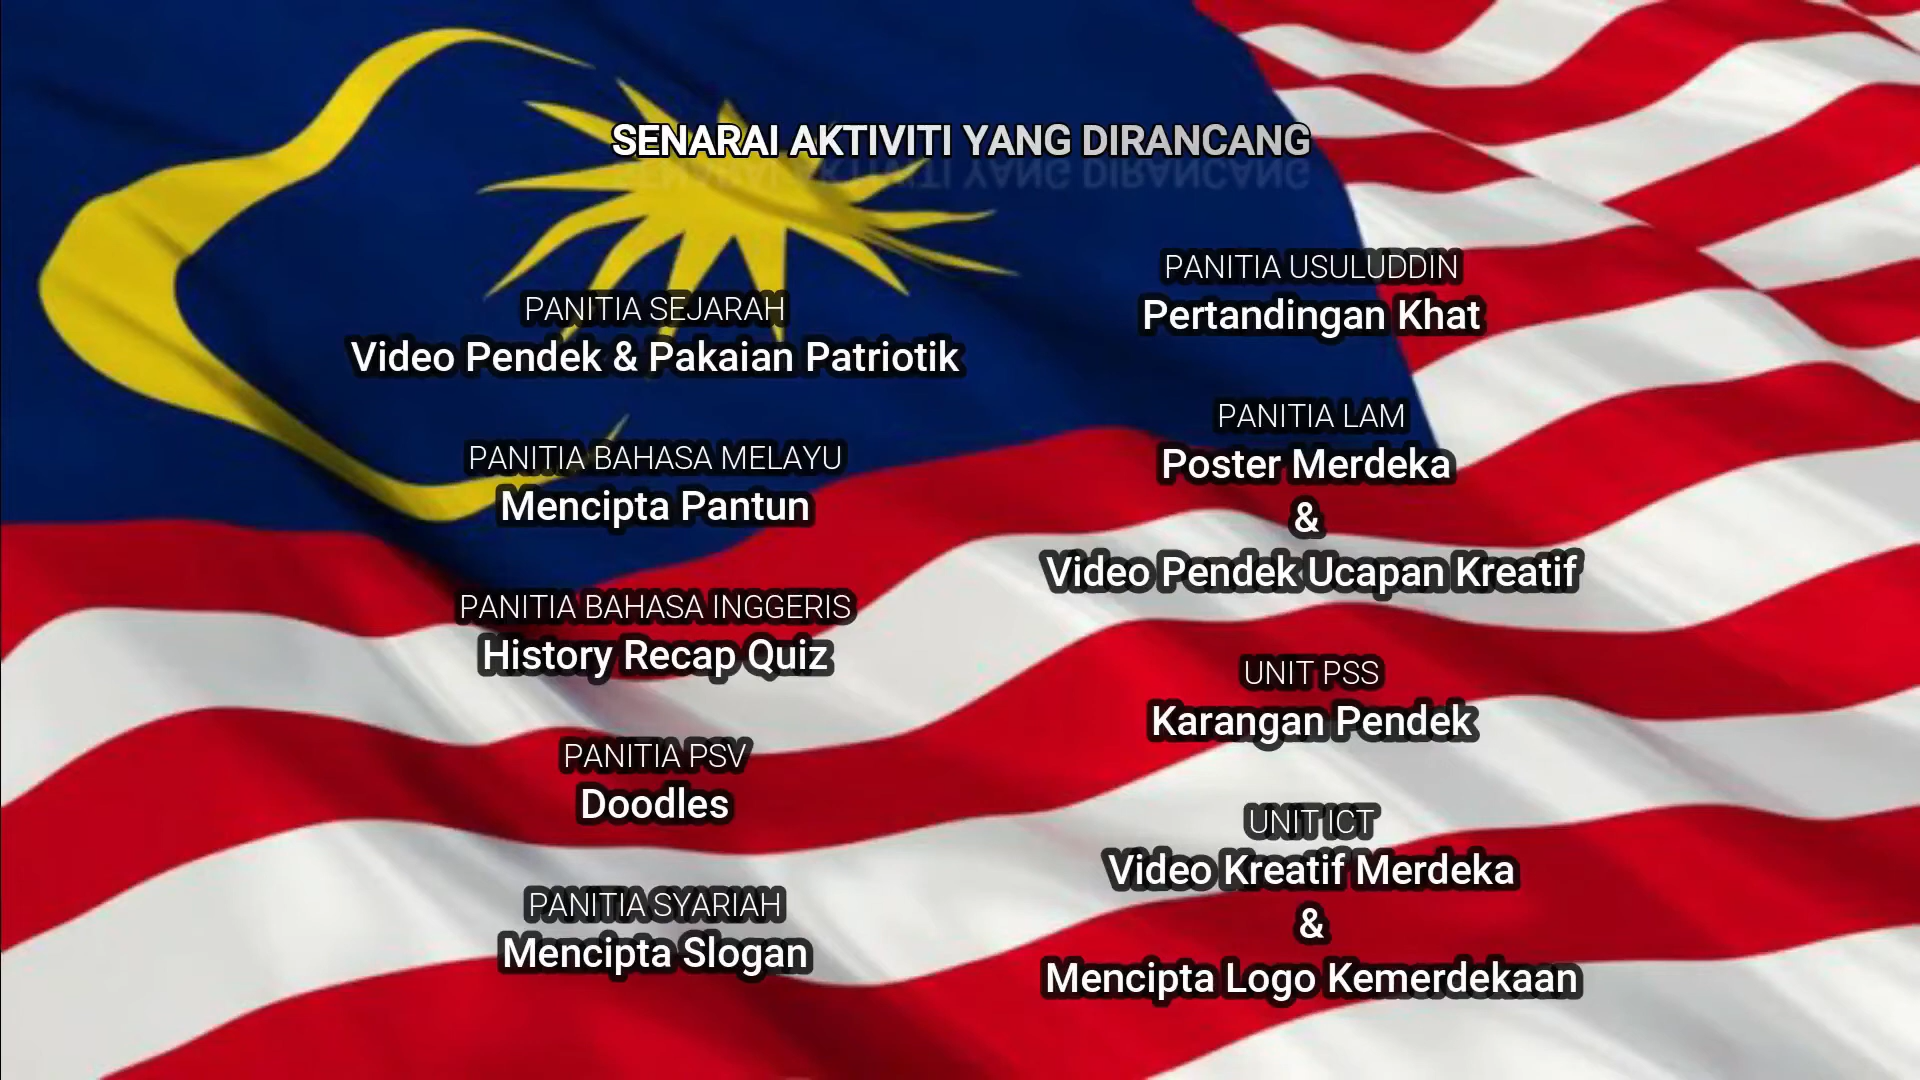 SENARAI AKTIVITI YANG DIRANCANG
PANITIA SEJARAH
Video Pendek & Pakaian Patriotik
PANITIA BAHASA MELAYU
Mencipta Pantun
PANITIA BAHASA INGGERIS
History Recap Quiz
PANITIA PSV
Doodles
PANITIA SYARIAH
Mencipta Slogan
PANITIA USULUDDIN
Pertandingan Khat
PANITIA LAM
Poster Merdeka
&
Video Pendek Ucapan Kreatif
UNIT PSS
Karangan Pendek
UNIT ICT
Video Kreatif Merdeka
&
Mencipta Logo Kemerdekaan